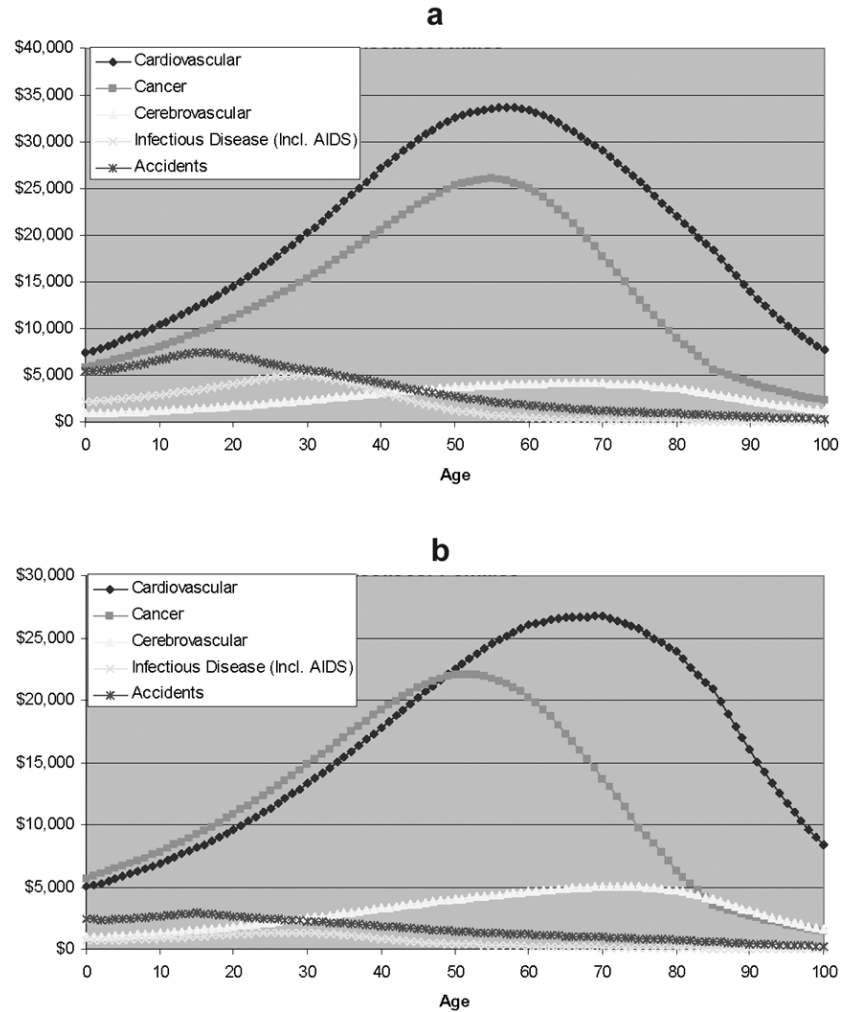 a
$40,000
$35,000
$30,000
$25,000
$20,000
$15,000
$10,000
$5,000
$0
Cardiovascular
Cancer
Cerebrovascular
Infectious Disease (Incl. AIDS)
Accidents
0 10 20 30 40 50 60 70 80 90 100
Age
b
$30,000
$25,000
$20,000
$15,000
$10,000
$5,000
$0
Cardiovascular
Cancer
Cerebrovascular
Infectious Disease (Incl. AIDS)
Accidents
0 10 20 30 40 50 60 70 80 90 100
Age